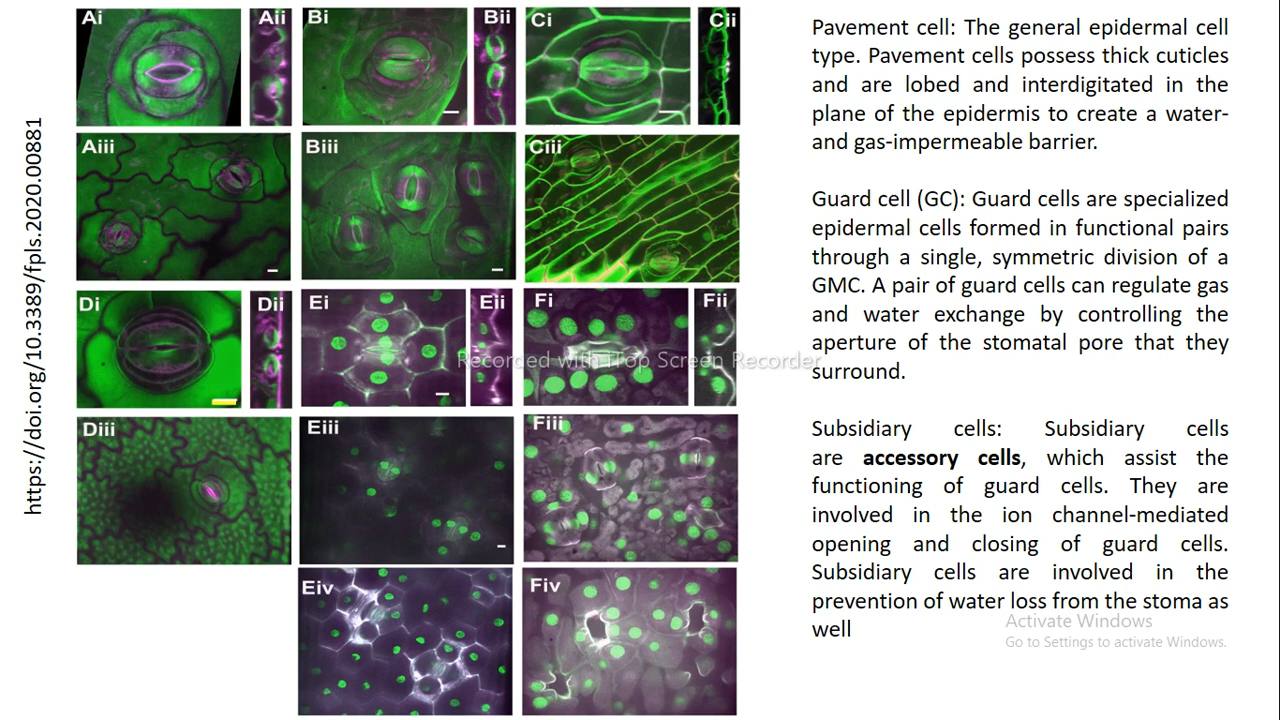 https://doi.org/10.3389/fpls.2020.00881
Ai
Aii
Bi
Bii
Ci
Cii
Aiii
Biii
Ciii
Di
Dii
Ei
Eii
Fi
Fii
Diii
Eiii
Fiii
Eiv
Fiv
Recorded with iTop Screen Recorder
Pavement cell: The general epidermal cell
type. Pavement cells possess thick cuticles
and are lobed and interdigitated in the
plane of the epidermis to create a water-
and gas-impermeable barrier.
Guard cell (GC): Guard cells are specialized
epidermal cells formed in functional pairs
through a single, symmetric division of a
GMC. A pair of guard cells can regulate gas
and water exchange by controlling the
aperture of the stomatal pore that they
surround.
Subsidiary cells: Subsidiary cells
are accessory cells, which assist the
functioning of guard cells. They are
involved in the ion channel-mediated
opening and closing of guard cells.
Subsidiary cells are involved in the
prevention of water loss from the stoma as
well
Activate Windows
Go to Settings to activate Windows.